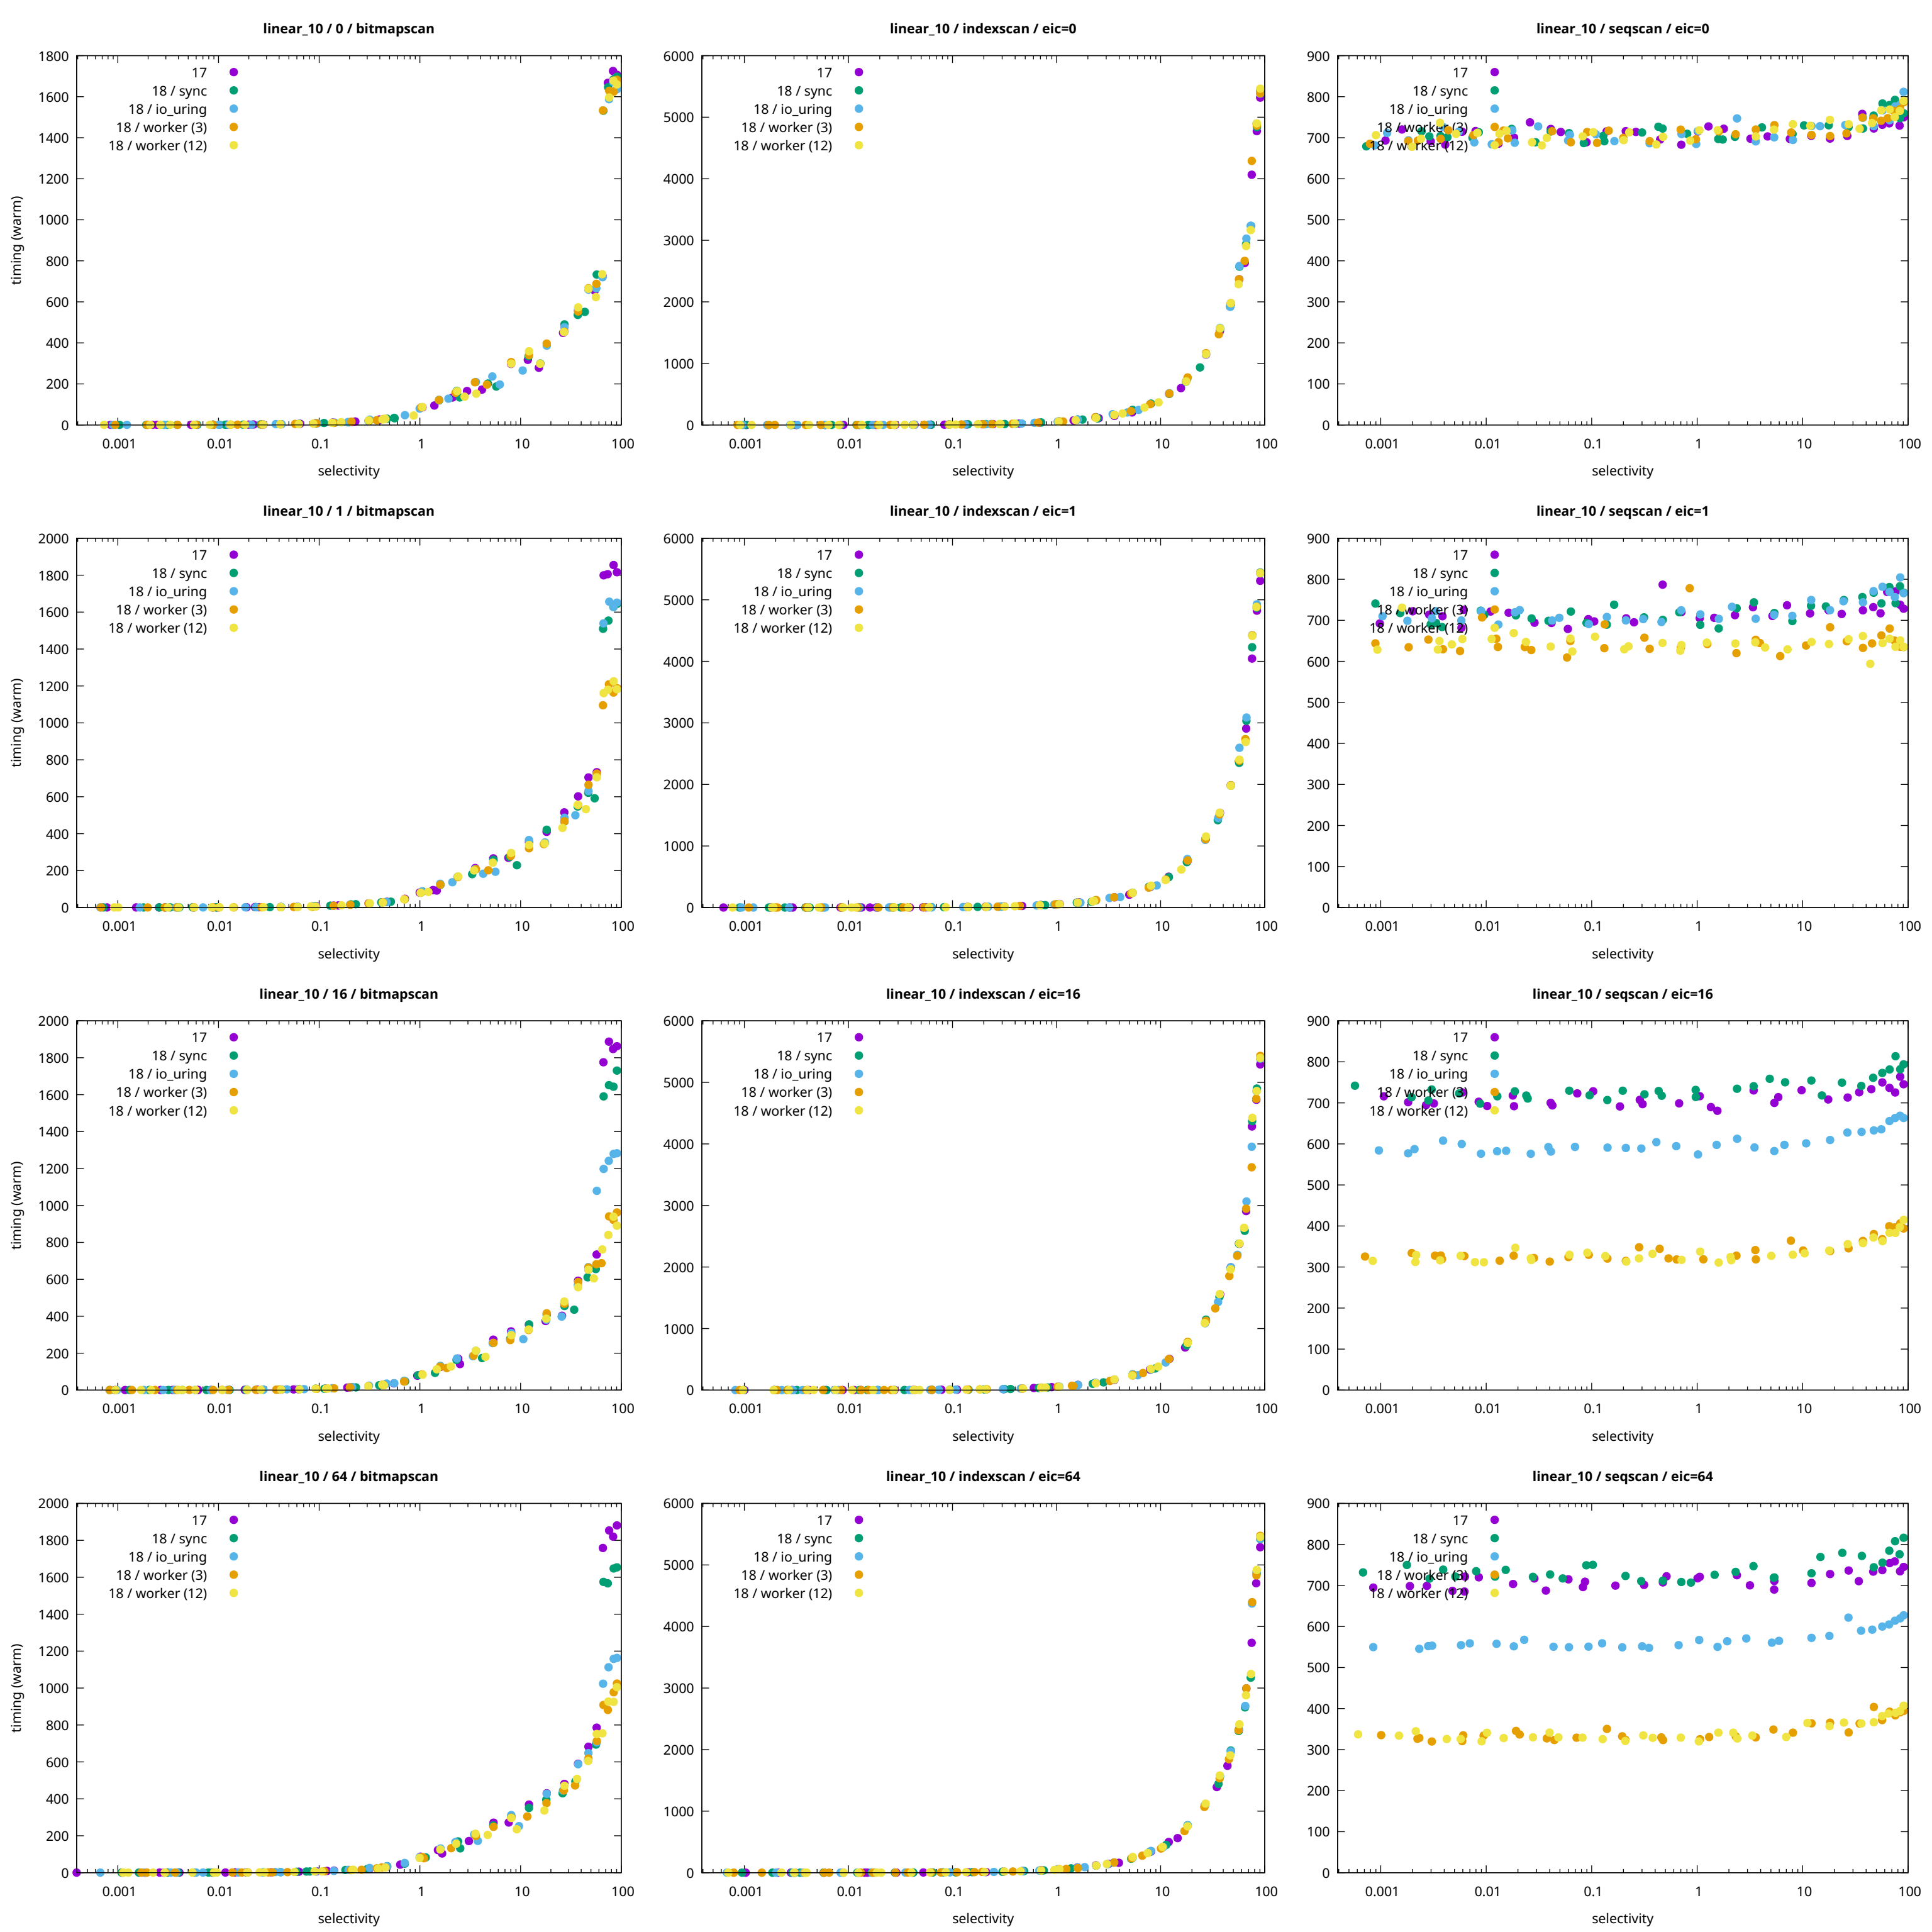 linear_10 / 0 / bitmapscan
1800
1600
1400
1200
1000
800
600
400
200
0
timing (warm)
17
18 / sync
18 / io_uring
18 / worker (3)
18 / worker (12)
0.001 0.01 0.1 1 10 100
selectivity
linear_10 / indexscan / eic=0
6000
5000
4000
3000
2000
1000
0
17
18 / sync
18 / io_uring
18 / worker (3)
18 / worker (12)
0.001 0.01 0.1 1 10 100
selectivity
linear_10 / seqscan / eic=0
900
800
700
600
500
400
300
200
100
0
17
18 / sync
18 / io_uring
18 / worker (3)
18 / worker (12)
0.001 0.01 0.1 1 10 100
selectivity
linear_10 / 1 / bitmapscan
2000
1800
1600
1400
1200
1000
800
600
400
200
0
timing (warm)
17
18 / sync
18 / io_uring
18 / worker (3)
18 / worker (12)
0.001 0.01 0.1 1 10 100
selectivity
linear_10 / indexscan / eic=1
6000
5000
4000
3000
2000
1000
0
17
18 / sync
18 / io_uring
18 / worker (3)
18 / worker (12)
0.001 0.01 0.1 1 10 100
selectivity
linear_10 / seqscan / eic=1
900
800
700
600
500
400
300
200
100
0
17
18 / sync
18 / io_uring
18 / worker (3)
18 / worker (12)
0.001 0.01 0.1 1 10 100
selectivity
linear_10 / 16 / bitmapscan
2000
1800
1600
1400
1200
1000
800
600
400
200
0
timing (warm)
17
18 / sync
18 / io_uring
18 / worker (3)
18 / worker (12)
0.001 0.01 0.1 1 10 100
selectivity
linear_10 / indexscan / eic=16
6000
5000
4000
3000
2000
1000
0
17
18 / sync
18 / io_uring
18 / worker (3)
18 / worker (12)
0.001 0.01 0.1 1 10 100
selectivity
linear_10 / seqscan / eic=16
900
800
700
600
500
400
300
200
100
0
17
18 / sync
18 / io_uring
18 / worker (3)
18 / worker (12)
0.001 0.01 0.1 1 10 100
selectivity
linear_10 / 64 / bitmapscan
2000
1800
1600
1400
1200
1000
800
600
400
200
0
timing (warm)
17
18 / sync
18 / io_uring
18 / worker (3)
18 / worker (12)
0.001 0.01 0.1 1 10 100
selectivity
linear_10 / indexscan / eic=64
6000
5000
4000
3000
2000
1000
0
17
18 / sync
18 / io_uring
18 / worker (3)
18 / worker (12)
0.001 0.01 0.1 1 10 100
selectivity
linear_10 / seqscan / eic=64
900
800
700
600
500
400
300
200
100
0
17
18 / sync
18 / io_uring
18 / worker (3)
18 / worker (12)
0.001 0.01 0.1 1 10 100
selectivity